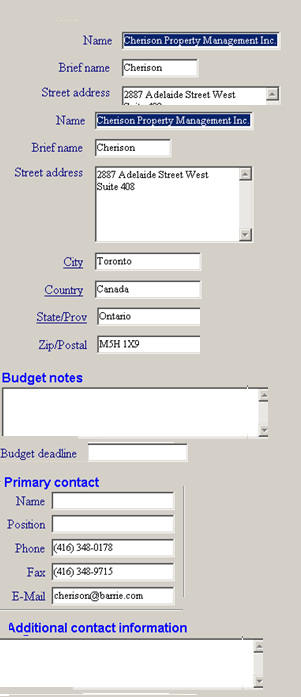 Name Cherison Property Management Inc.
Brief name Cherison
Street address 2887 Adelaide Street West
Name Cherison Property Management Inc.
Brief name Cherison
Street address 2887 Adelaide Street West
Suite 408
City Toronto
Country Canada
State/Prov Ontario
Zip/Postal M5H 1X9
Budget notes
Budget deadline
Primary contact
Name
Position
Phone (416) 348-0178
Fax (416) 348-9715
E-Mail cherison@barrie.com
Additional contact information